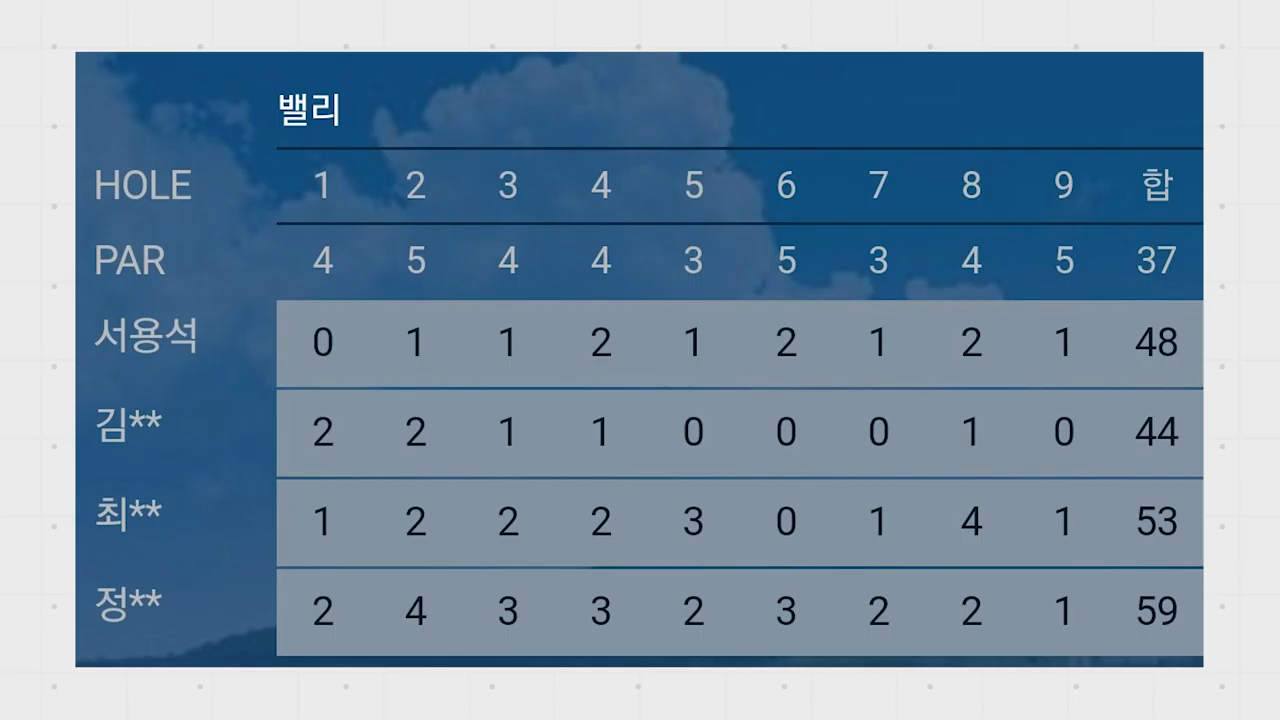 밸리
HOLE 1 2 3 4 5 6 7 8 9 합
PAR 4 5 4 4 3 5 3 4 5 37
서용석 0 1 1 2 1 2 1 2 1 48
김** 2 2 1 1 0 0 0 1 0 44
최** 1 2 2 2 3 0 1 4 1 53
정** 2 4 3 3 2 3 2 2 1 59